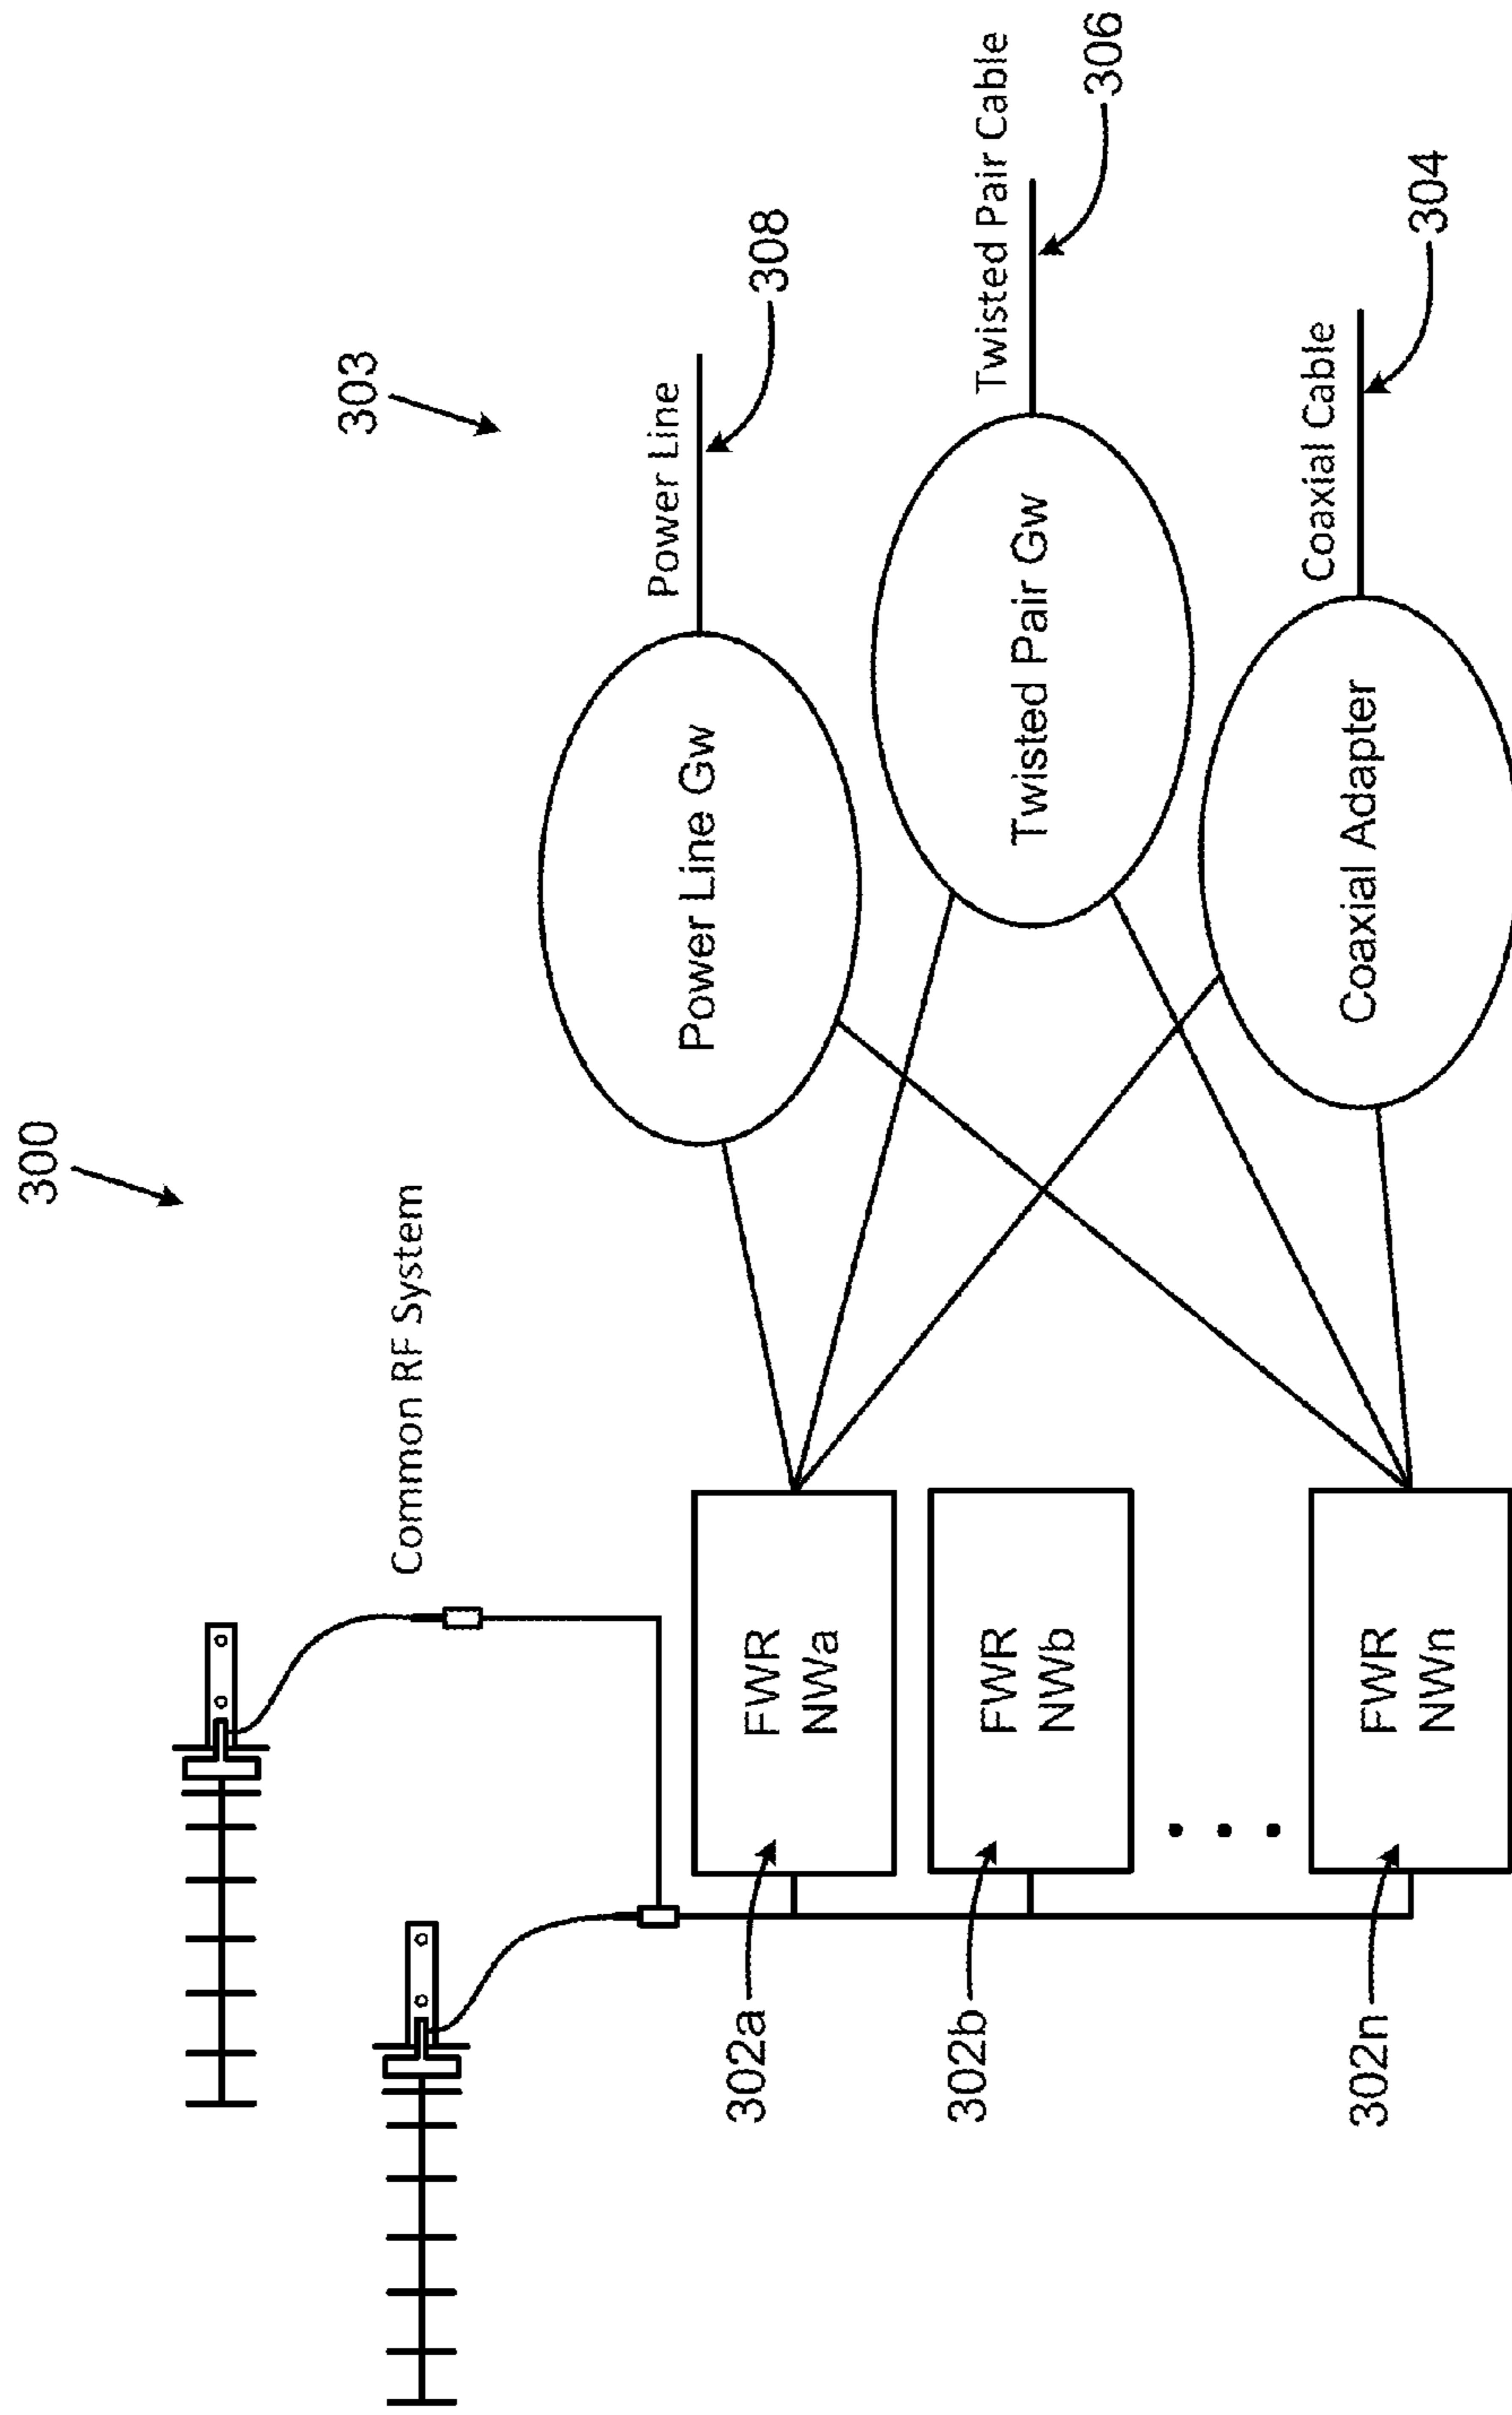 300
303
Common RF System
Power Line
308
Power Line Gw
Twisted Pair Cable
306
Twisted Pair Gw
Coaxial Cable
304
Coaxial Adapter
FWR
NWa
302a
FWR
NWb
302b
FWR
NWn
302n